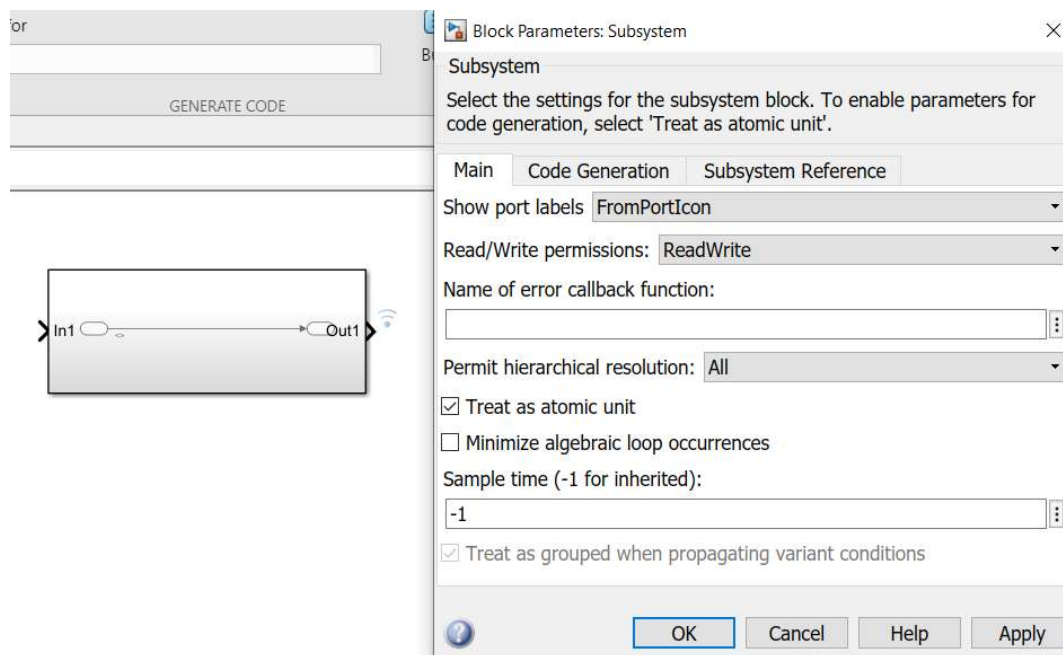 or
GENERATE CODE
In1
Out1
Block Parameters: Subsystem
Subsystem
Select the settings for the subsystem block. To enable parameters for
code generation, select 'Treat as atomic unit'.
Main Code Generation Subsystem Reference
Show port labels FromPortIcon
Read/Write permissions: ReadWrite
Name of error callback function:
Permit hierarchical resolution: All
Treat as atomic unit
Minimize algebraic loop occurrences
Sample time (-1 for inherited):
-1
Treat as grouped when propagating variant conditions
OK Cancel Help Apply